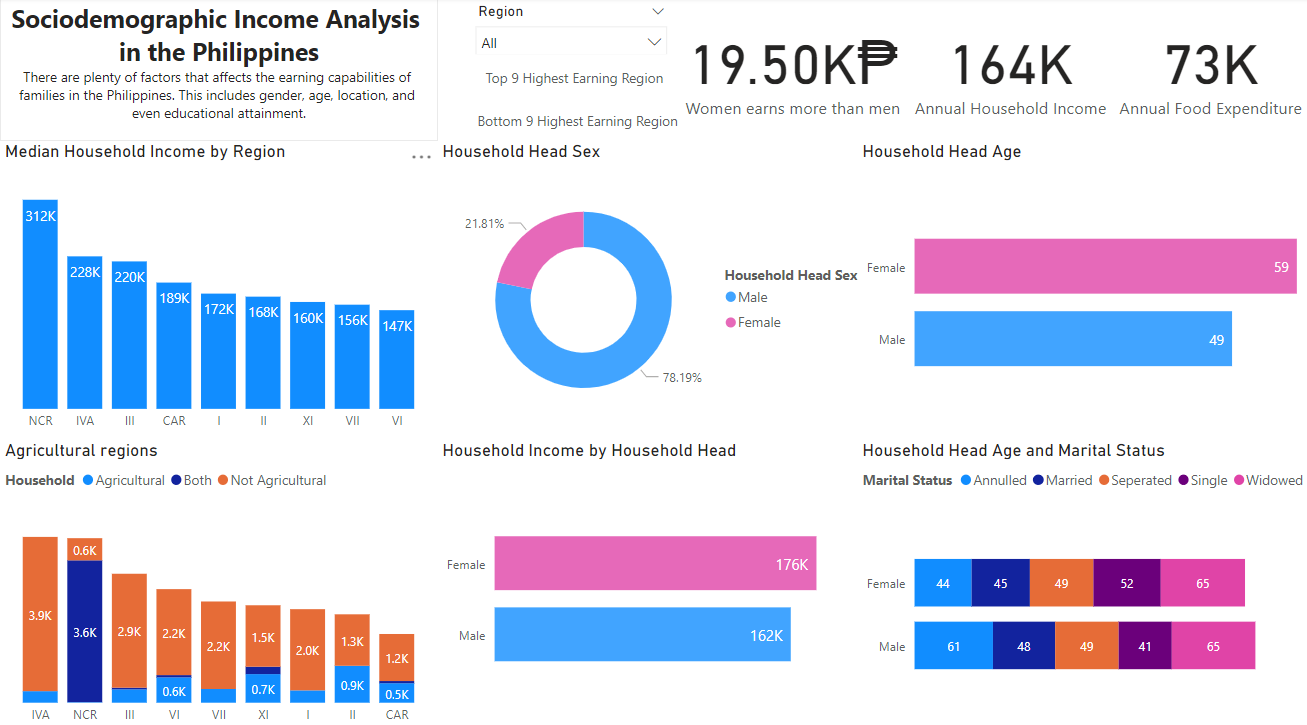 Sociodemographic Income Analysis
in the Philippines
There are plenty of factors that affects the earning capabilities of
families in the Philippines. This includes gender, age, location, and
even educational attainment.
Region
All
Top 9 Highest Earning Region
Bottom 9 Highest Earning Region
19.50K₱
Women earns more than men
164K
Annual Household Income
73K
Annual Food Expenditure
Median Household Income by Region
312K
228K
220K
189K
172K
168K
160K
156K
147K
NCR
IVA
III
CAR
I
II
XI
VII
VI
Household Head Sex
21.81%
78.19%
Household Head Sex
Male
Female
Household Head Age
Female
59
Male
49
Agricultural regions
Household Agricultural Both Not Agricultural
3.9K
0.6K
3.6K
2.9K
2.2K
0.6K
2.2K
1.5K
0.7K
2.0K
1.3K
0.9K
1.2K
0.5K
IVA
NCR
III
VI
VII
XI
I
II
CAR
Household Income by Household Head
Female
176K
Male
162K
Household Head Age and Marital Status
Marital Status Annulled Married Seperated Single Widowed
Female
44
45
49
52
65
Male
61
48
49
41
65